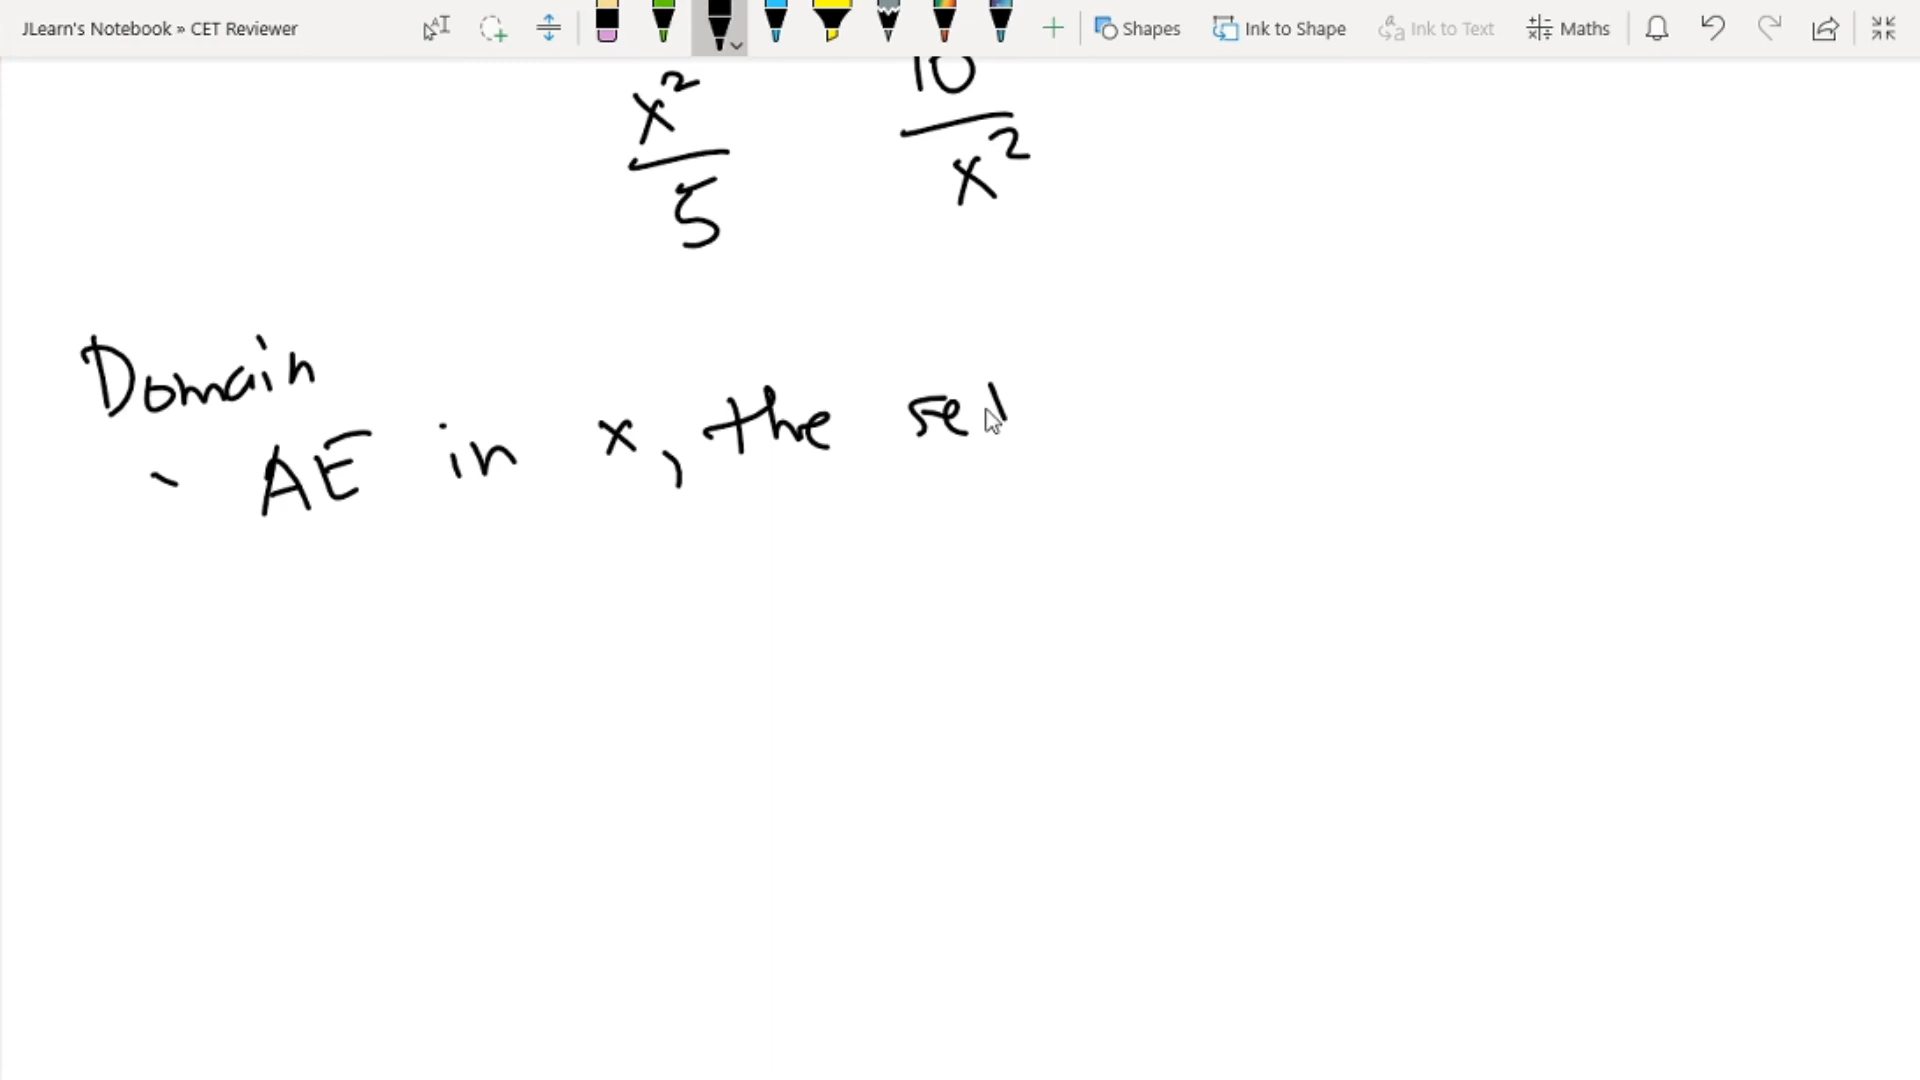 JLearn's Notebook » CET Reviewer Shapes Ink to Shape Ink to Text Maths
x² 10
5 x²
Domain
AE in x, the